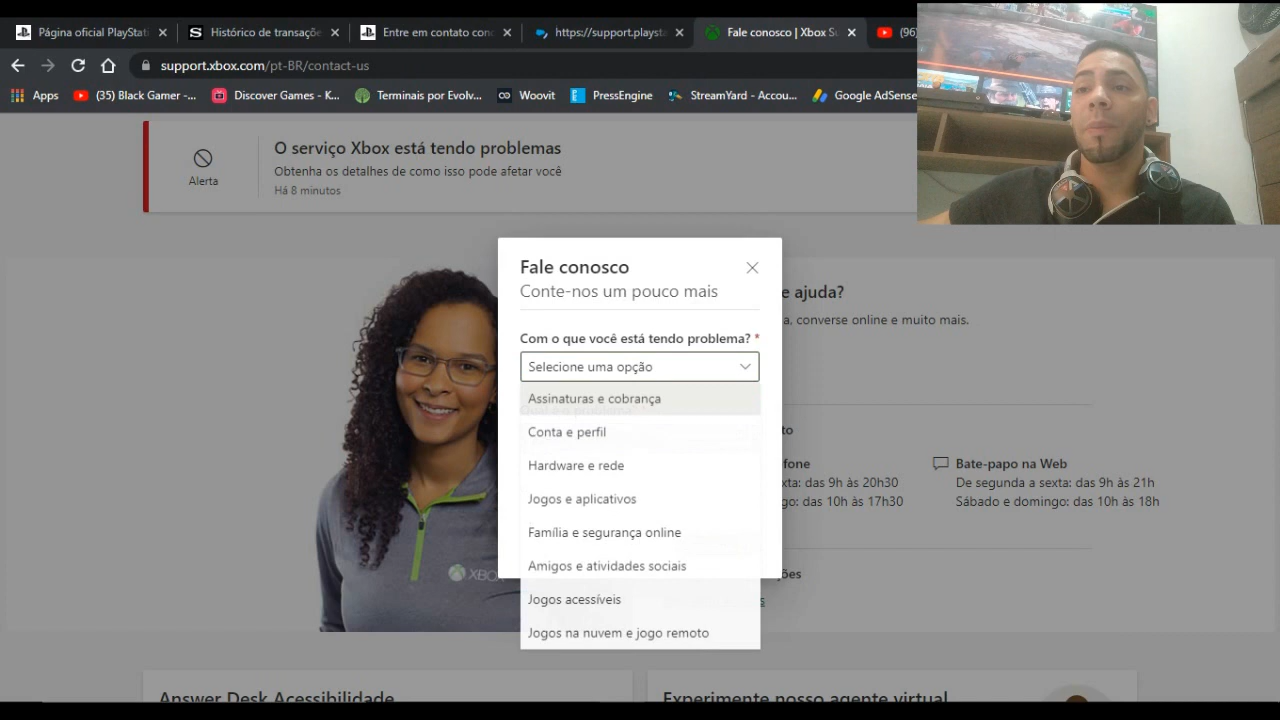 Página oficial PlayStati
Histórico de transaçõe
Entre em contato cono
https://support.playsta
Fale conosco | Xbox Su
(96)
support.xbox.com/pt-BR/contact-us
Apps
(35) Black Gamer -...
Discover Games - K...
Terminais por Evolv
Woovit
PressEngine
StreamYard - Accou...
Google AdSense
Alerta
O serviço Xbox está tendo problemas
Obtenha os detalhes de como isso pode afetar você
Há 8 minutos
Fale conosco
Conte-nos um pouco mais
Com o que você está tendo problema? *
Selecione uma opção
Assinaturas e cobrança
Conta e perfil
Hardware e rede
Jogos e aplicativos
Família e segurança online
Amigos e atividades sociais
Jogos acessíveis
Jogos na nuvem e jogo remoto
e ajuda?
a, converse online e muito mais.
to
fone
xta: das 9h às 20h30
go: das 10h às 17h30
Bate-papo na Web
De segunda a sexta: das 9h às 21h
Sábado e domingo: das 10h às 18h
ões
s
XBO
Answer Desk Acessibilidade
Experimente nosso agente virtual